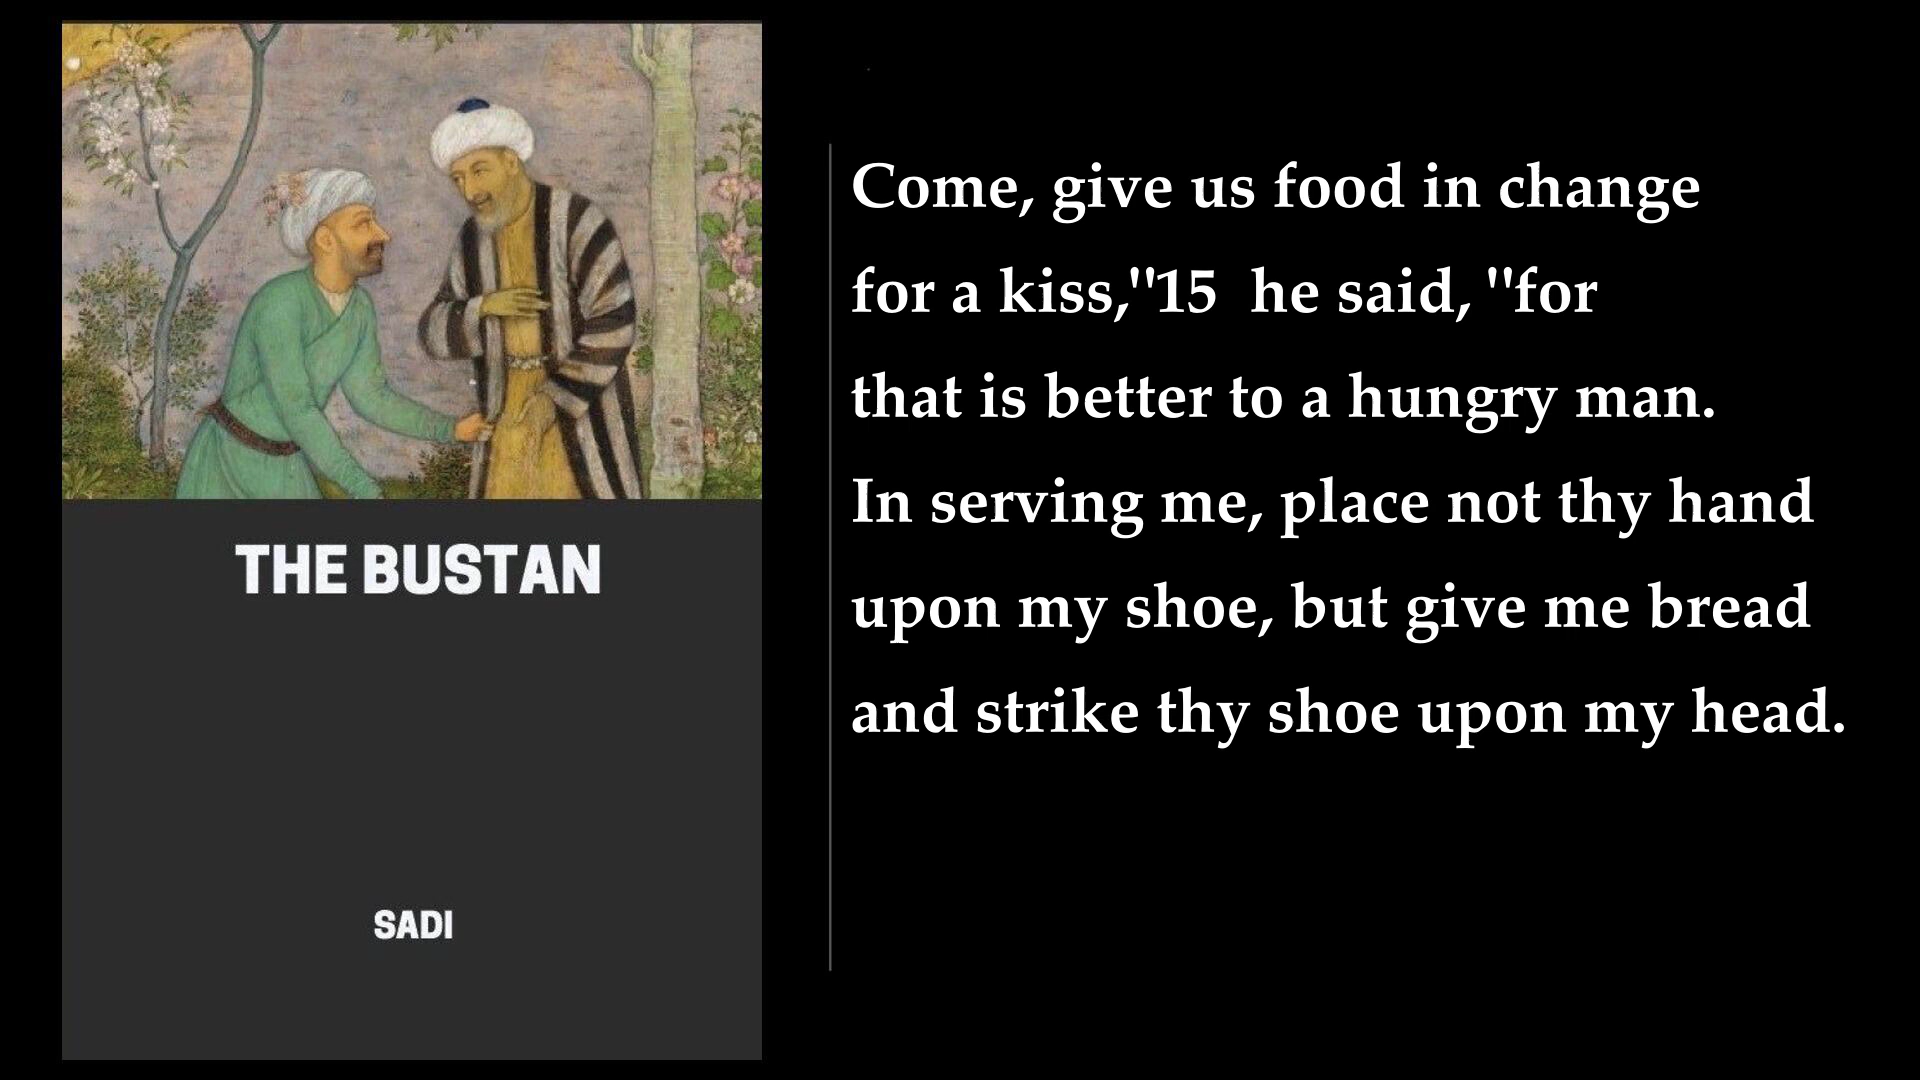 THE BUSTAN
SADI
Come, give us food in change
for a kiss,"15  he said, "for
that is better to a hungry man.
In serving me, place not thy hand
upon my shoe, but give me bread
and strike thy shoe upon my head.